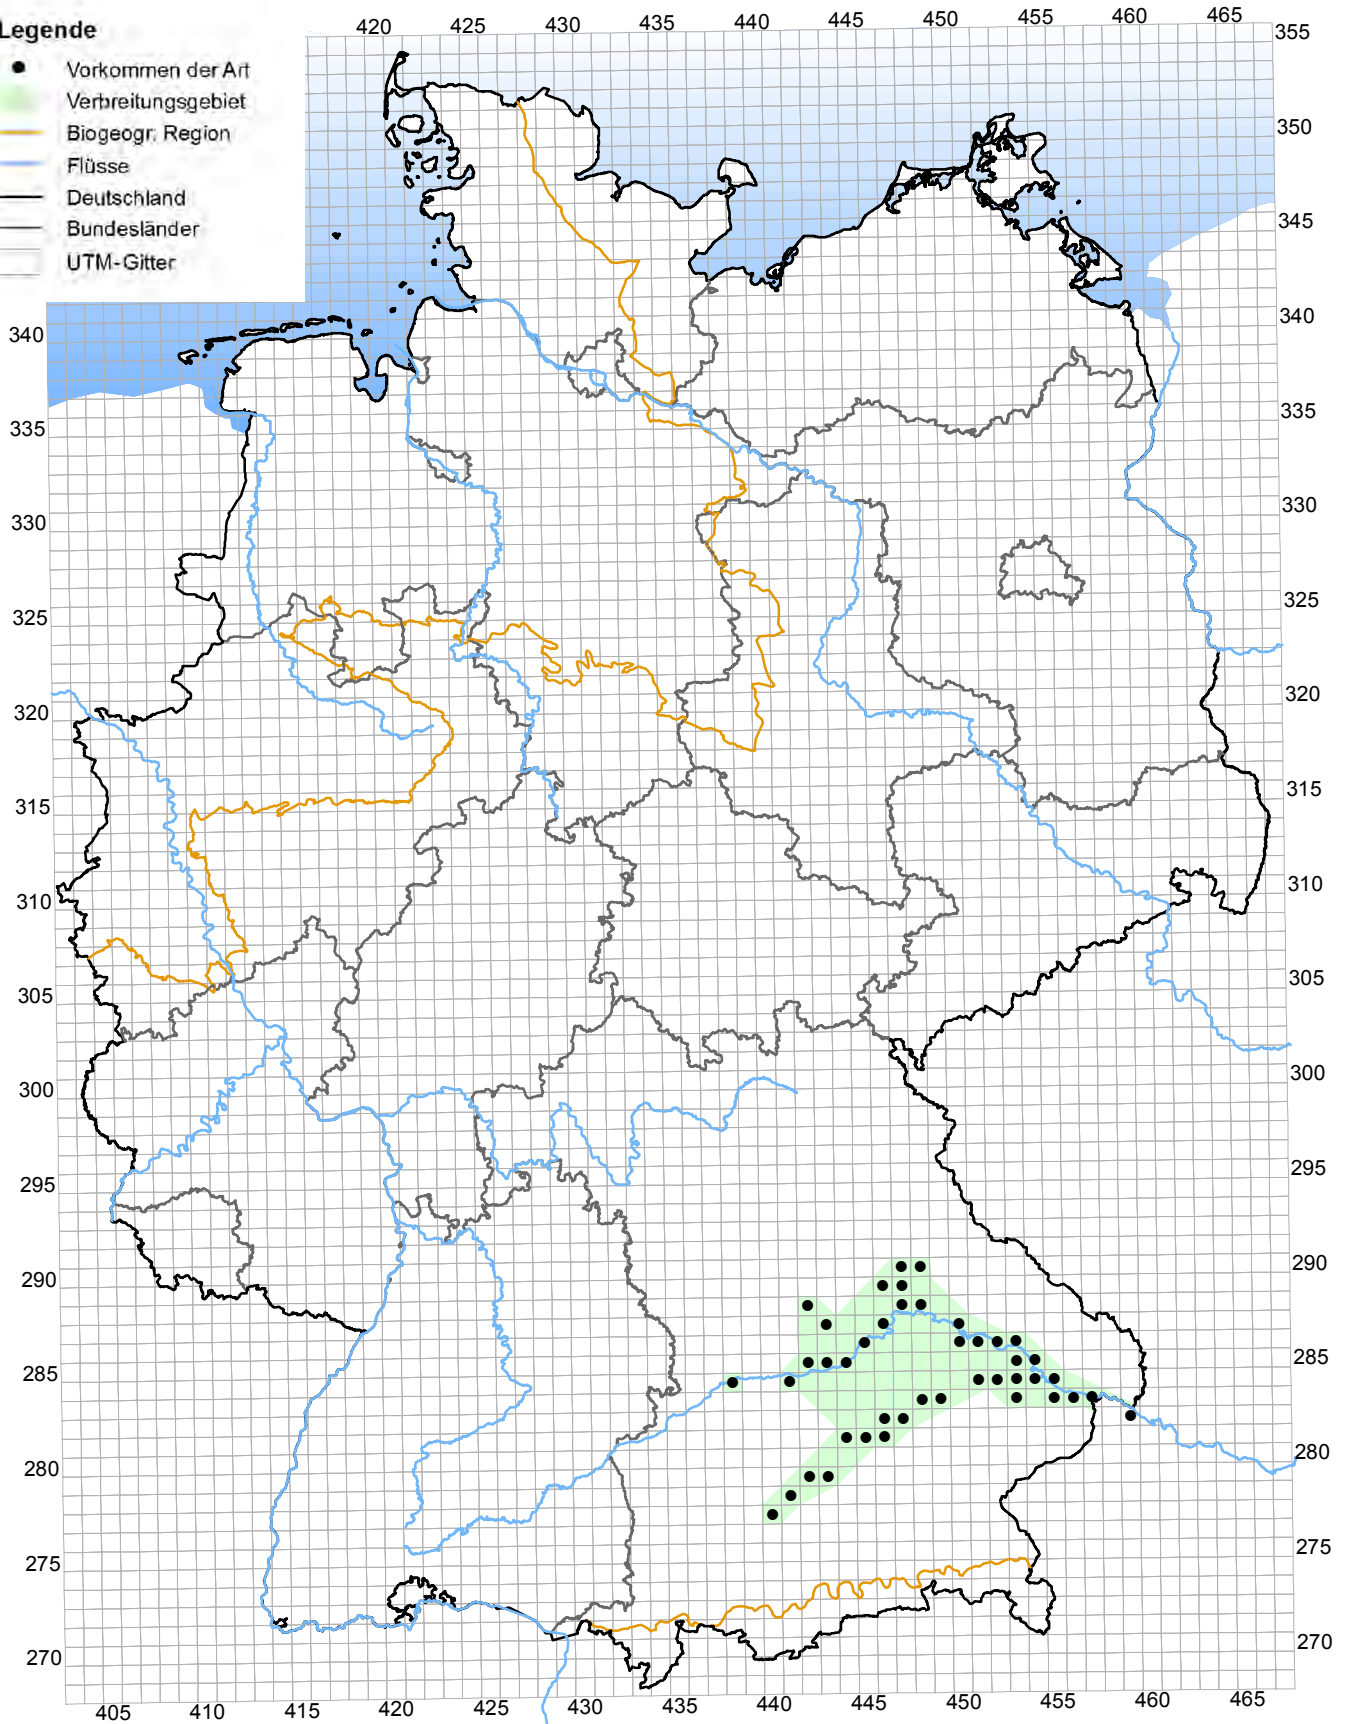 Legende
Vorkommen der Art
Verbreitungsgebiet
Biogeogr. Region
Flüsse
Deutschland
Bundesländer
UTM-Gitter
420 425 430 435 440 445 450 455 460 465
355
350
345
340 340
335 335
330 330
325 325
320 320
315 315
310 310
305 305
300 300
295 295
290 290
285 285
280 280
275 275
270 270
405 410 415 420 425 430 435 440 445 450 455 460 465